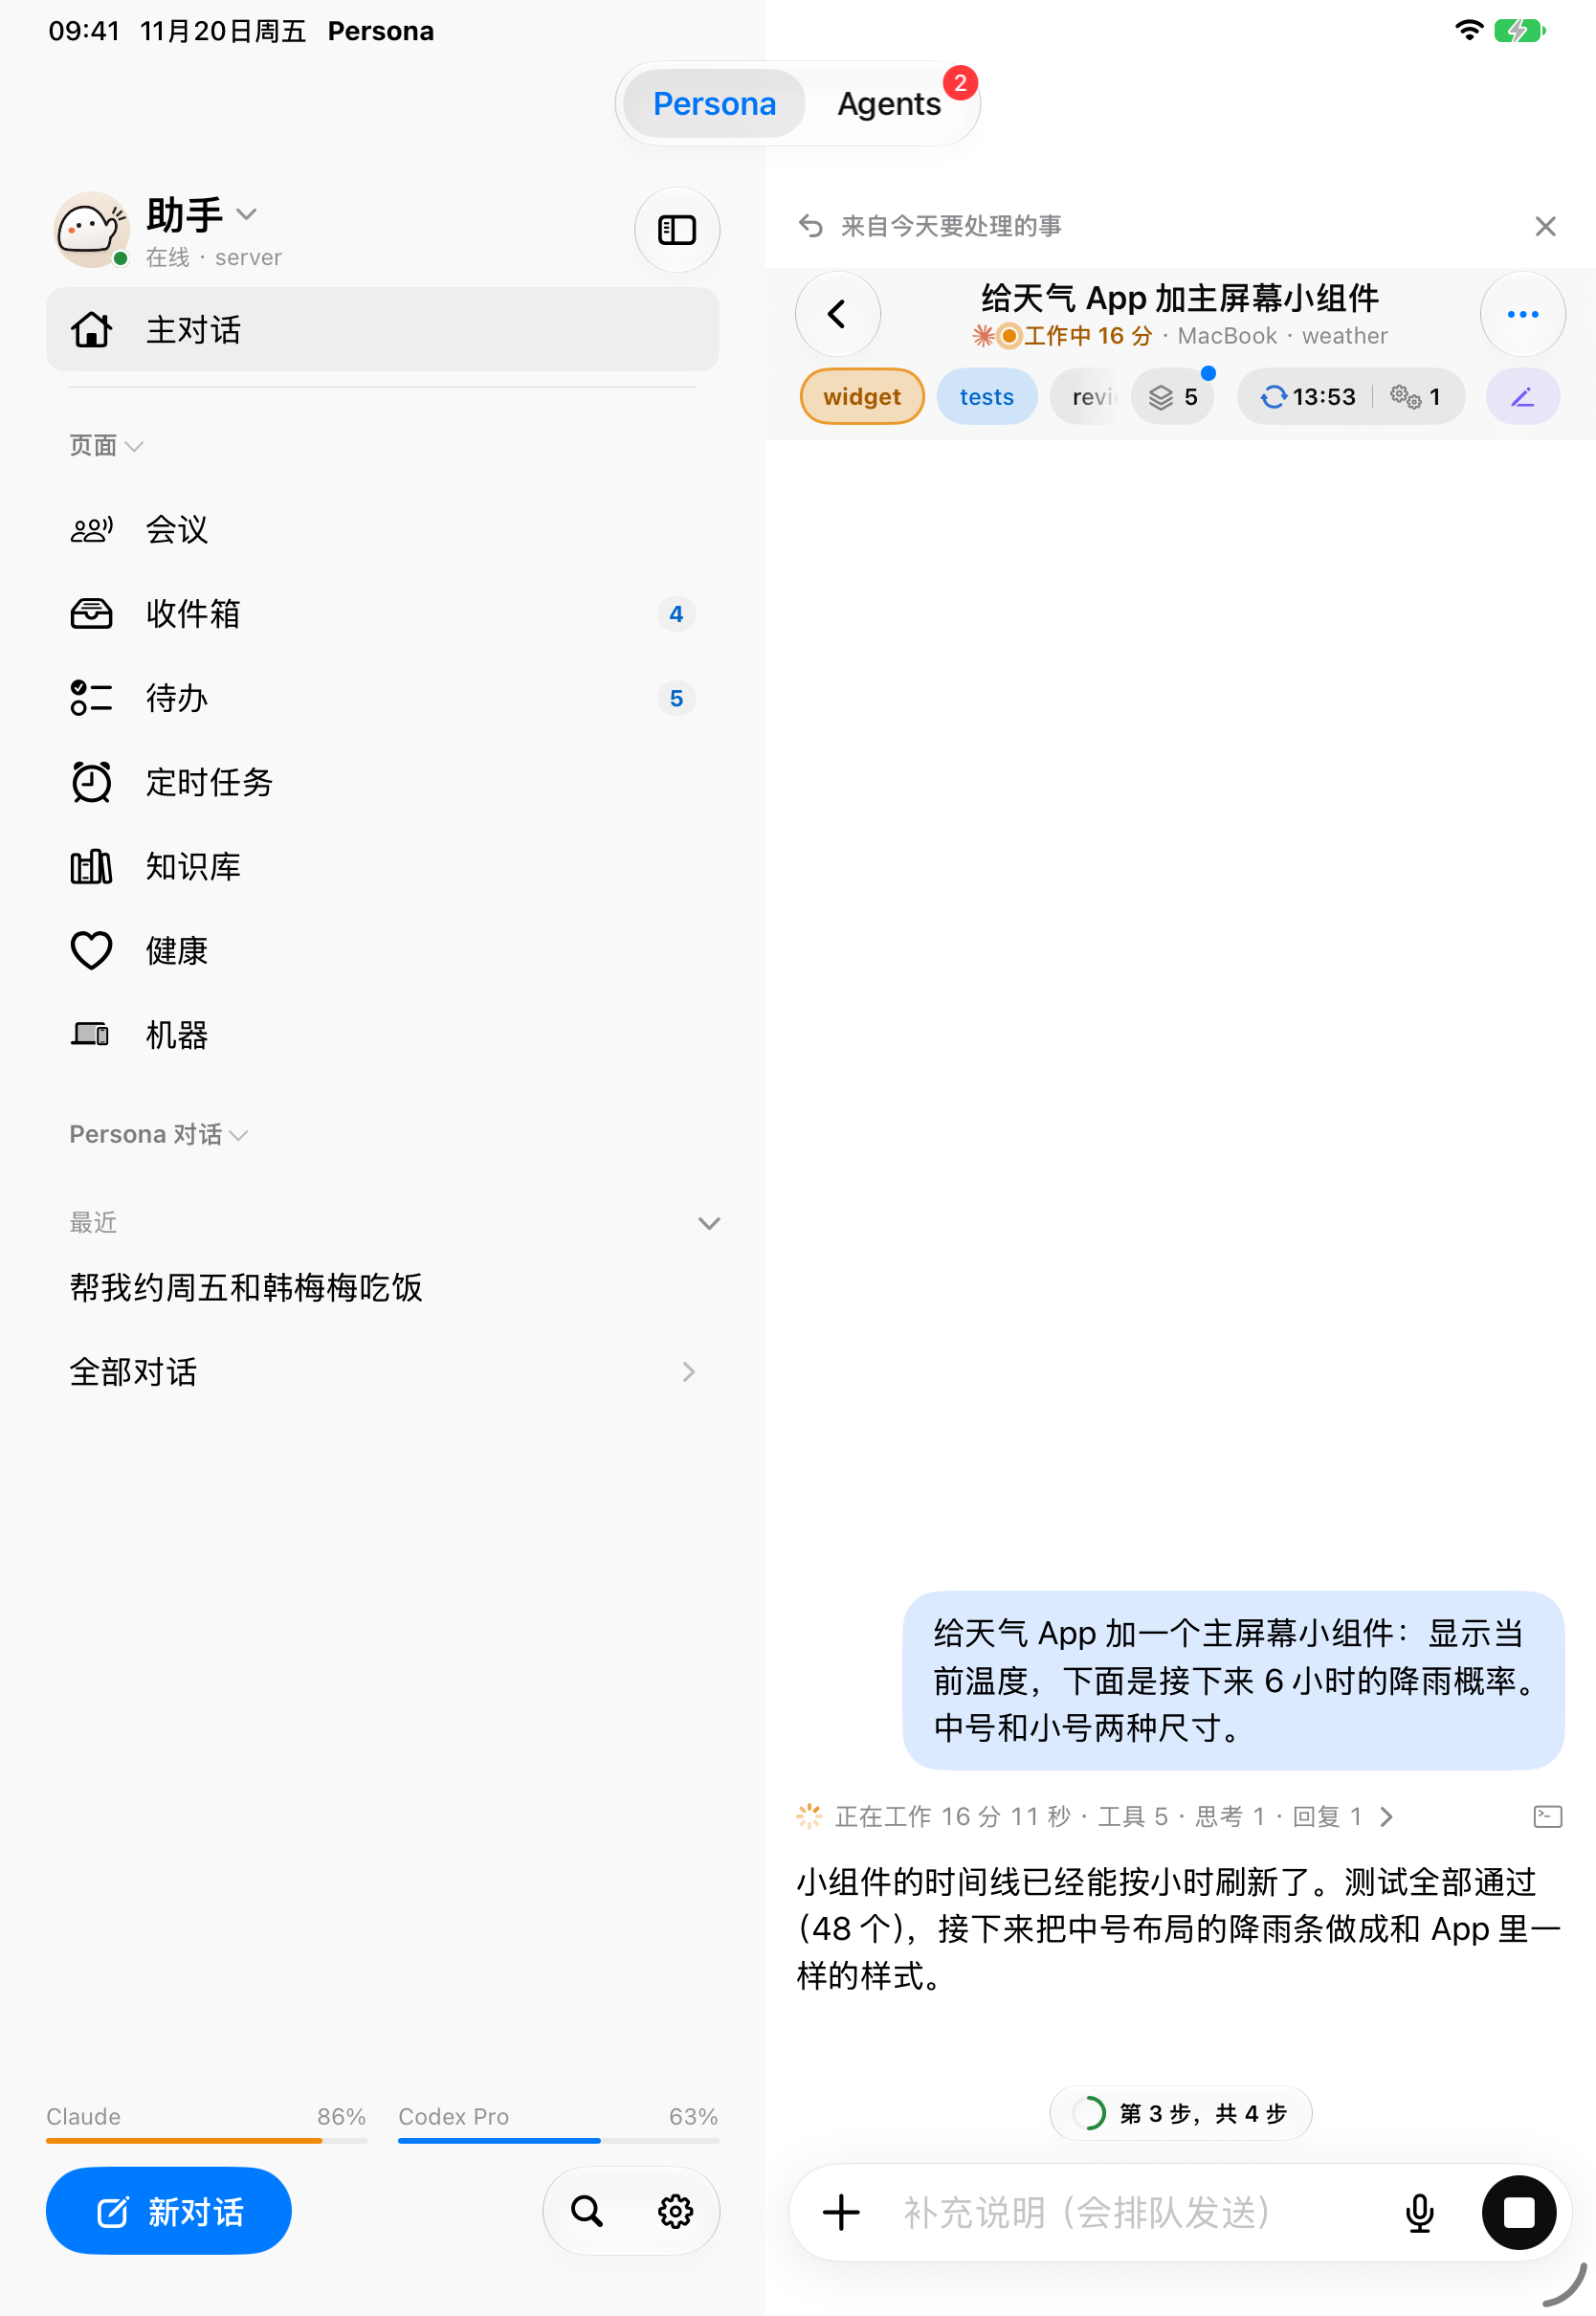 09:41 11月20日周五 Persona
Persona Agents 2
助手
在线 · server
主对话
页面
会议
收件箱 4
待办 5
定时任务
知识库
健康
机器
Persona 对话
最近
帮我约周五和韩梅梅吃饭
全部对话
Claude 86% Codex Pro 63%
新对话
来自今天要处理的事
给天气 App 加主屏幕小组件
工作中 16 分 · MacBook · weather
widget tests 5 13:53 1
给天气 App 加一个主屏幕小组件：显示当
前温度，下面是接下来 6 小时的降雨概率。
中号和小号两种尺寸。
正在工作 16 分 11 秒 · 工具 5 · 思考 1 · 回复 1
小组件的时间线已经能按小时刷新了。测试全部通过
（48 个），接下来把中号布局的降雨条做成和 App 里一
样的样式。
第 3 步，共 4 步
补充说明（会排队发送）